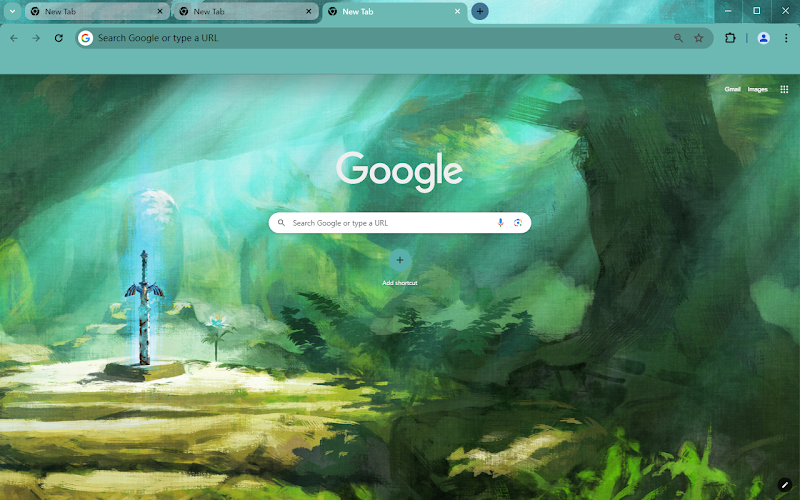 New Tab
New Tab
New Tab
Search Google or type a URL
Gmail
Images
Google
Search Google or type a URL
Add shortcut